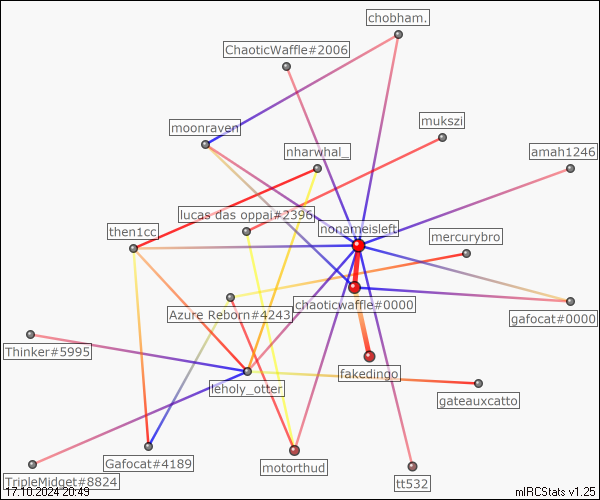 chobham.
ChaoticWaffle#2006
mukszi
moonraven
nharwhal_
amah1246
lucas das oppai#2396
nonameisleft
then1cc
mercurybro
chaoticwaffle#0000
Azure Reborn#4243
gafocat#0000
Thinker#5995
fakedingo
leholy_otter
gateauxcatto
Gafocat#4189
motorthud
TripleMidget#8824
tt532
17.10.2024 20:49
mIRCStats v1.25